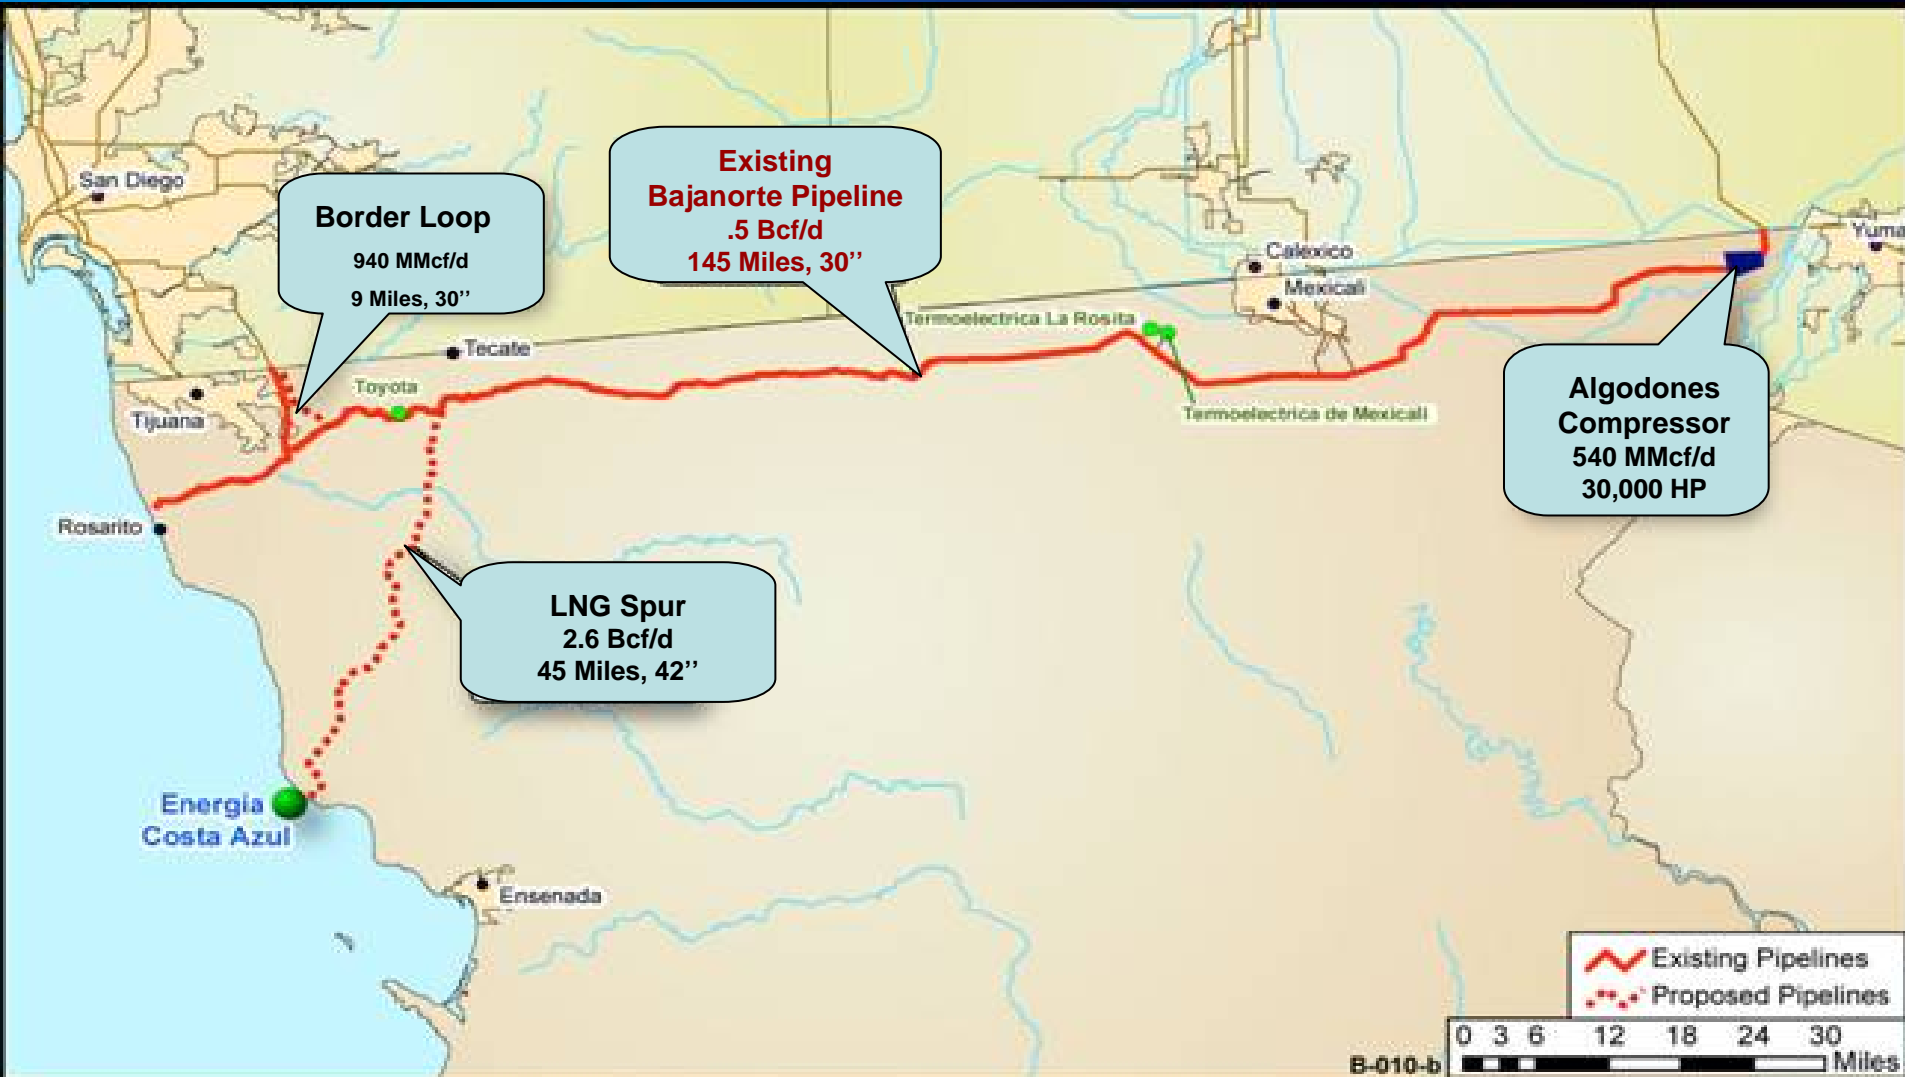 San Diego
Border Loop
940 MMcf/d
9 Miles, 30’’
Existing
Bajanorte Pipeline
.5 Bcf/d
145 Miles, 30’’
Calexico
Mexicali
Yuma
Termoelectrica La Rosita
Tecate
Toyota
Tijuana
Termoelectrica de Mexicali
Algodones
Compressor
540 MMcf/d
30,000 HP
Rosarito
LNG Spur
2.6 Bcf/d
45 Miles, 42’’
Energia
Costa Azul
Ensenada
Existing Pipelines
Proposed Pipelines
0 3 6 12 18 24 30
Miles
B-010-b